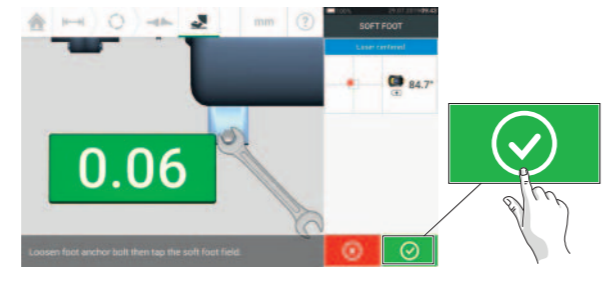 mm
?
SOFT FOOT
Laser centered
84.7°
0.06
Loosen foot anchor bolt then tap the soft foot field.